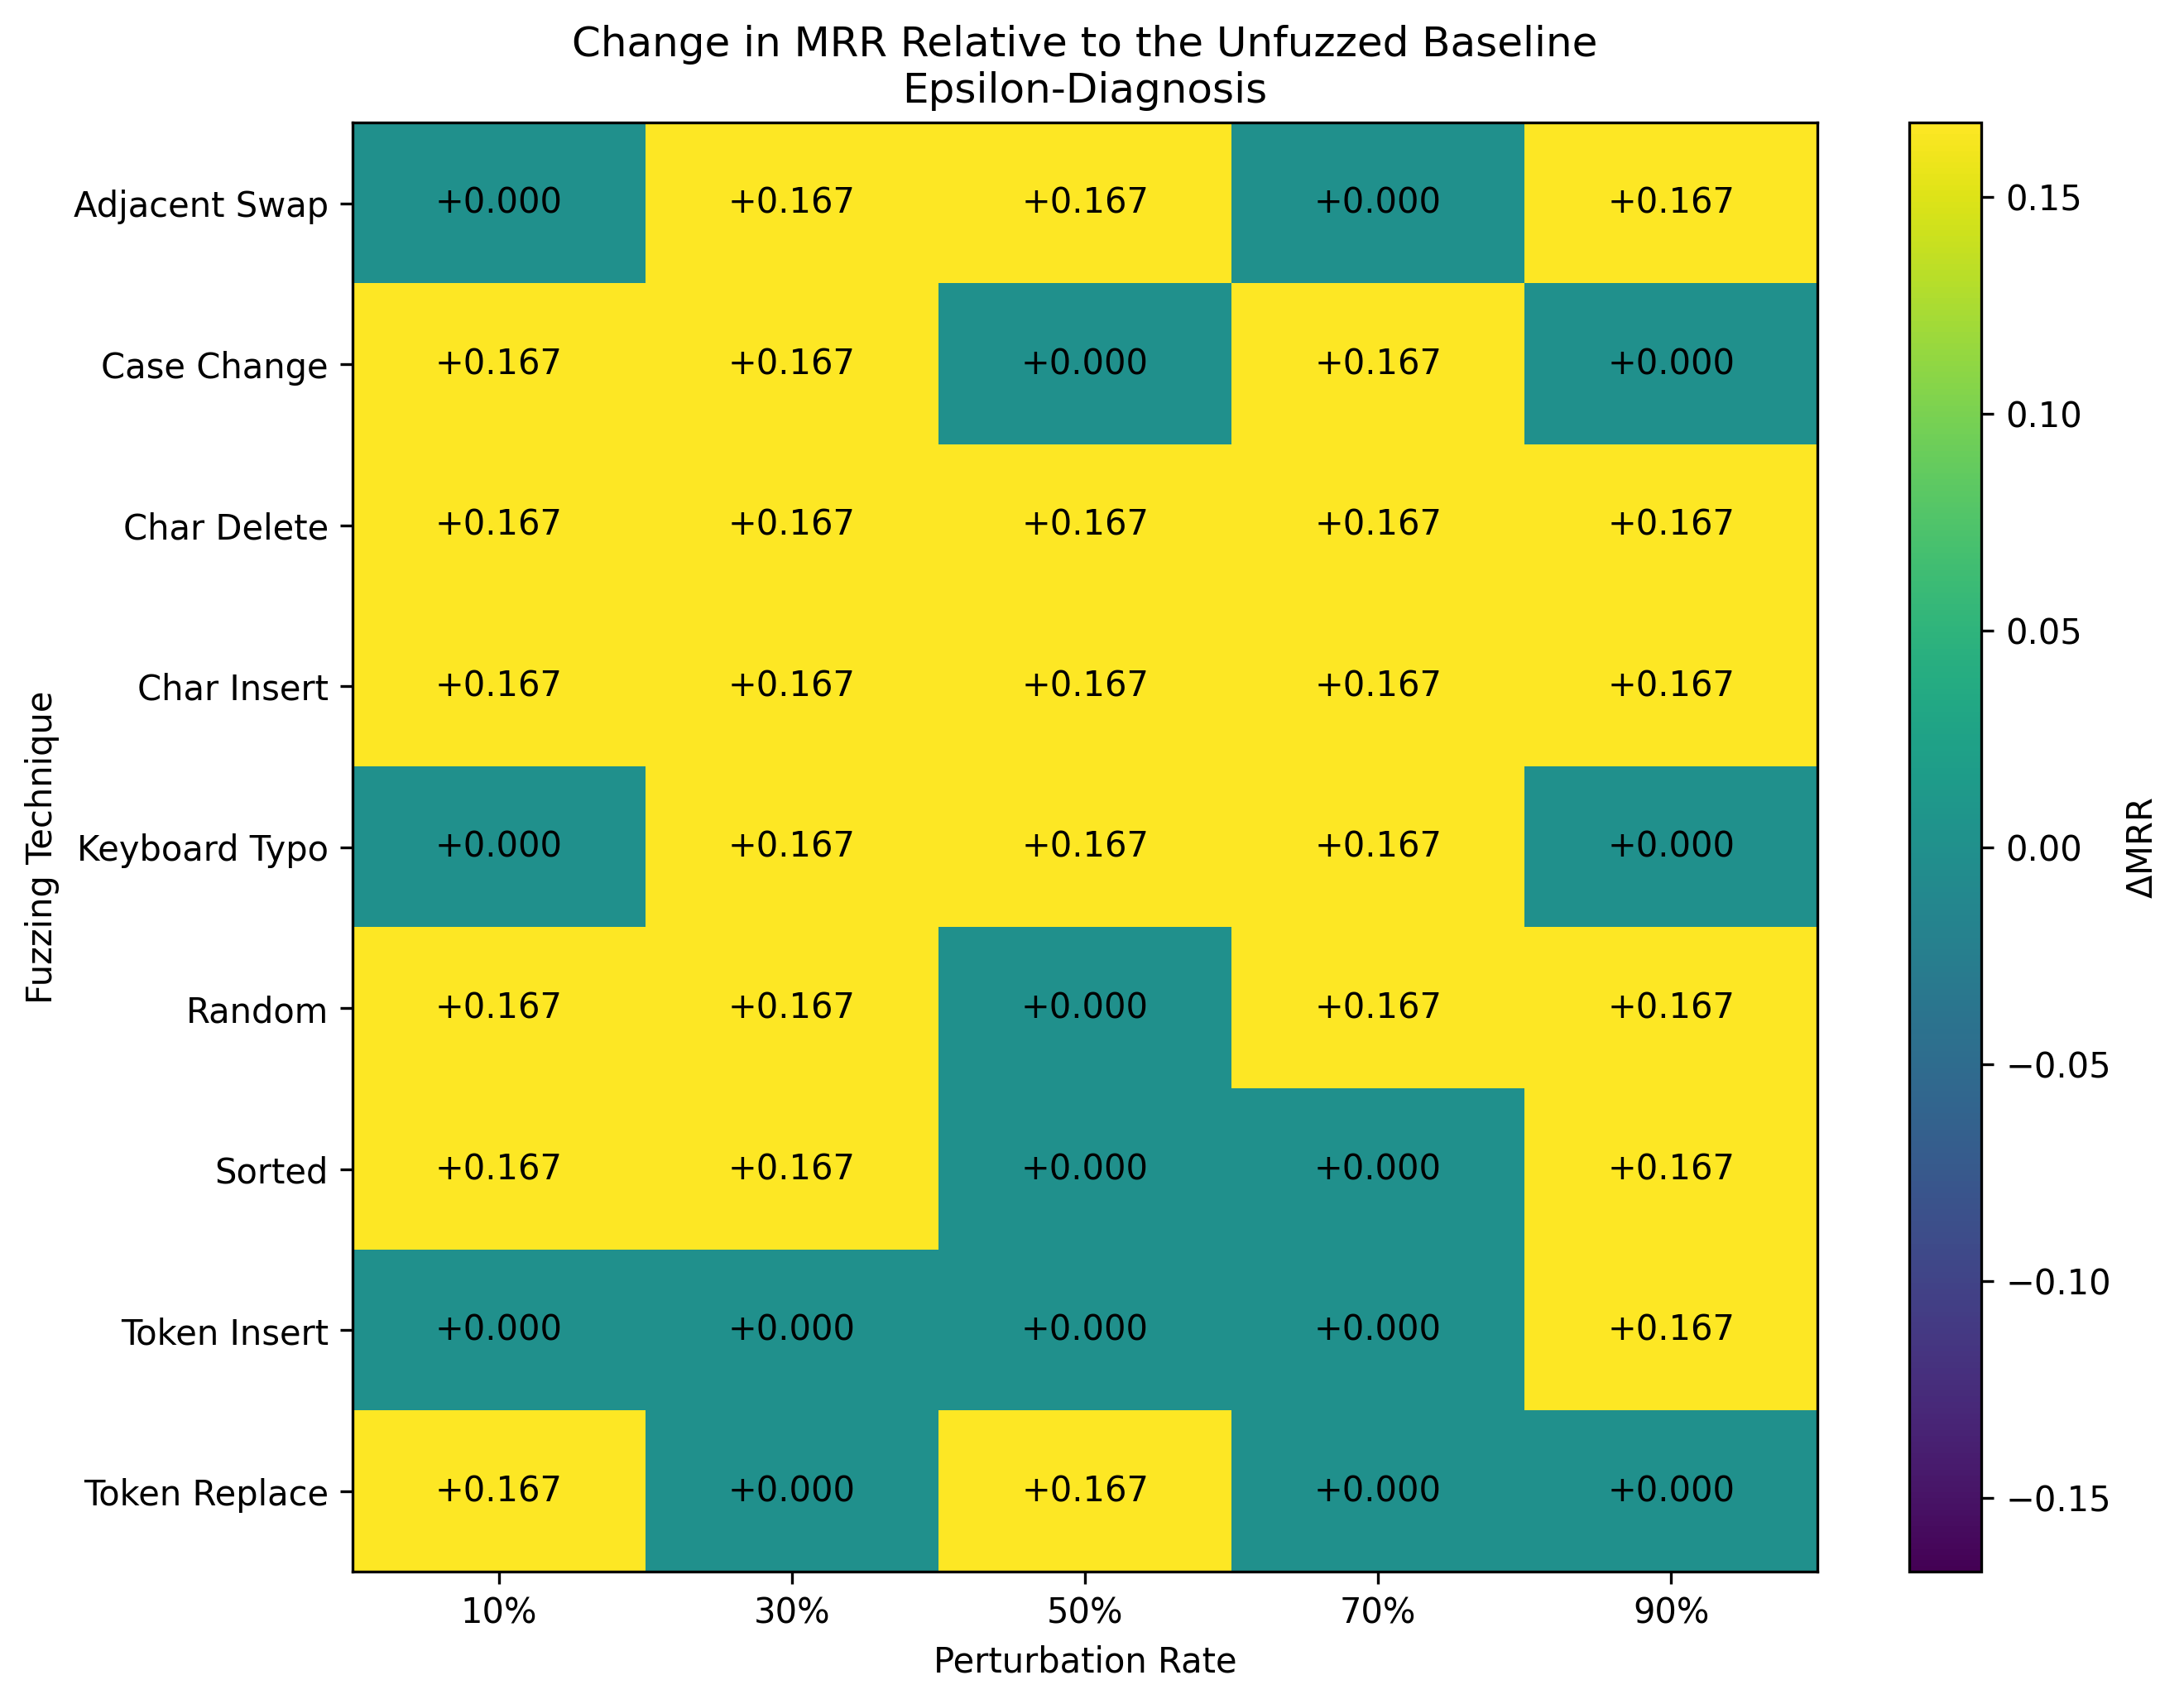 Change in MRR Relative to the Unfuzzed Baseline
Epsilon-Diagnosis
Fuzzing Technique
Adjacent Swap +0.000 +0.167 +0.167 +0.000 +0.167
Case Change +0.167 +0.167 +0.000 +0.167 +0.000
Char Delete +0.167 +0.167 +0.167 +0.167 +0.167
Char Insert +0.167 +0.167 +0.167 +0.167 +0.167
Keyboard Typo +0.000 +0.167 +0.167 +0.167 +0.000
Random +0.167 +0.167 +0.000 +0.167 +0.167
Sorted +0.167 +0.167 +0.000 +0.000 +0.167
Token Insert +0.000 +0.000 +0.000 +0.000 +0.167
Token Replace +0.167 +0.000 +0.167 +0.000 +0.000
10% 30% 50% 70% 90%
Perturbation Rate
0.15
0.10
0.05
0.00
−0.05
−0.10
−0.15
ΔMRR